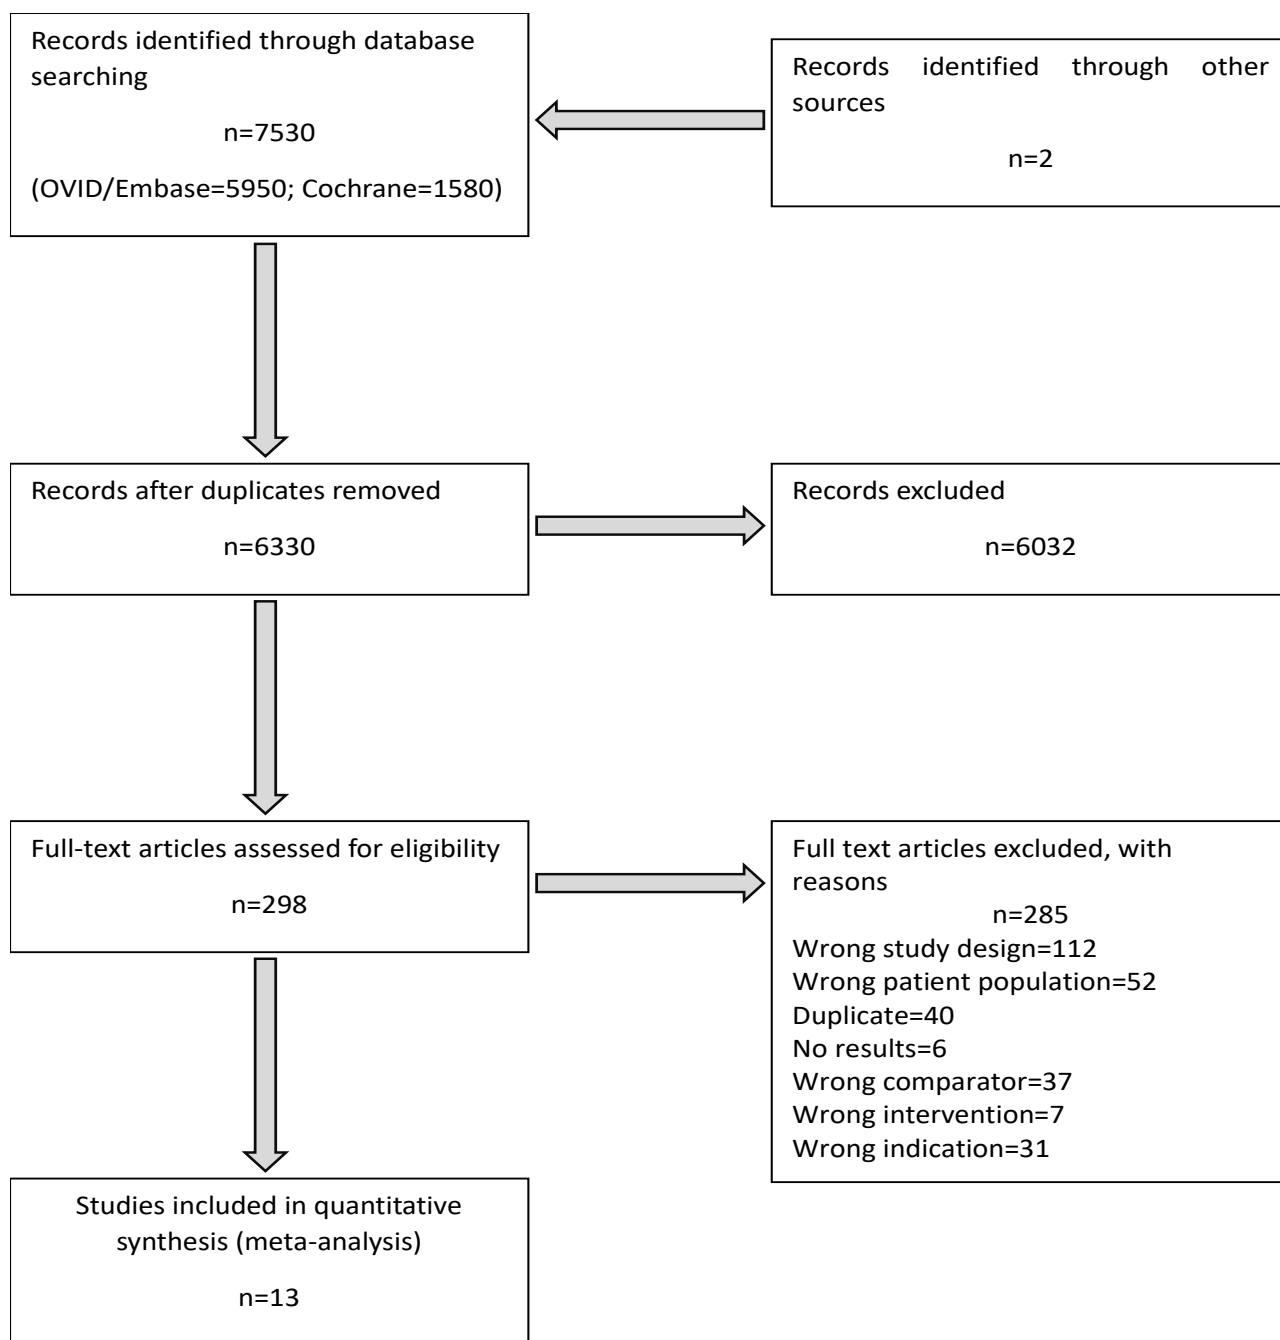 Records identified through database
searching
n=7530
(OVID/Embase=5950; Cochrane=1580)
Records identified through other
sources
n=2
Records after duplicates removed
n=6330
Records excluded
n=6032
Full-text articles assessed for eligibility
n=298
Full text articles excluded, with
reasons
n=285
Wrong study design=112
Wrong patient population=52
Duplicate=40
No results=6
Wrong comparator=37
Wrong intervention=7
Wrong indication=31
Studies included in quantitative
synthesis (meta-analysis)
n=13